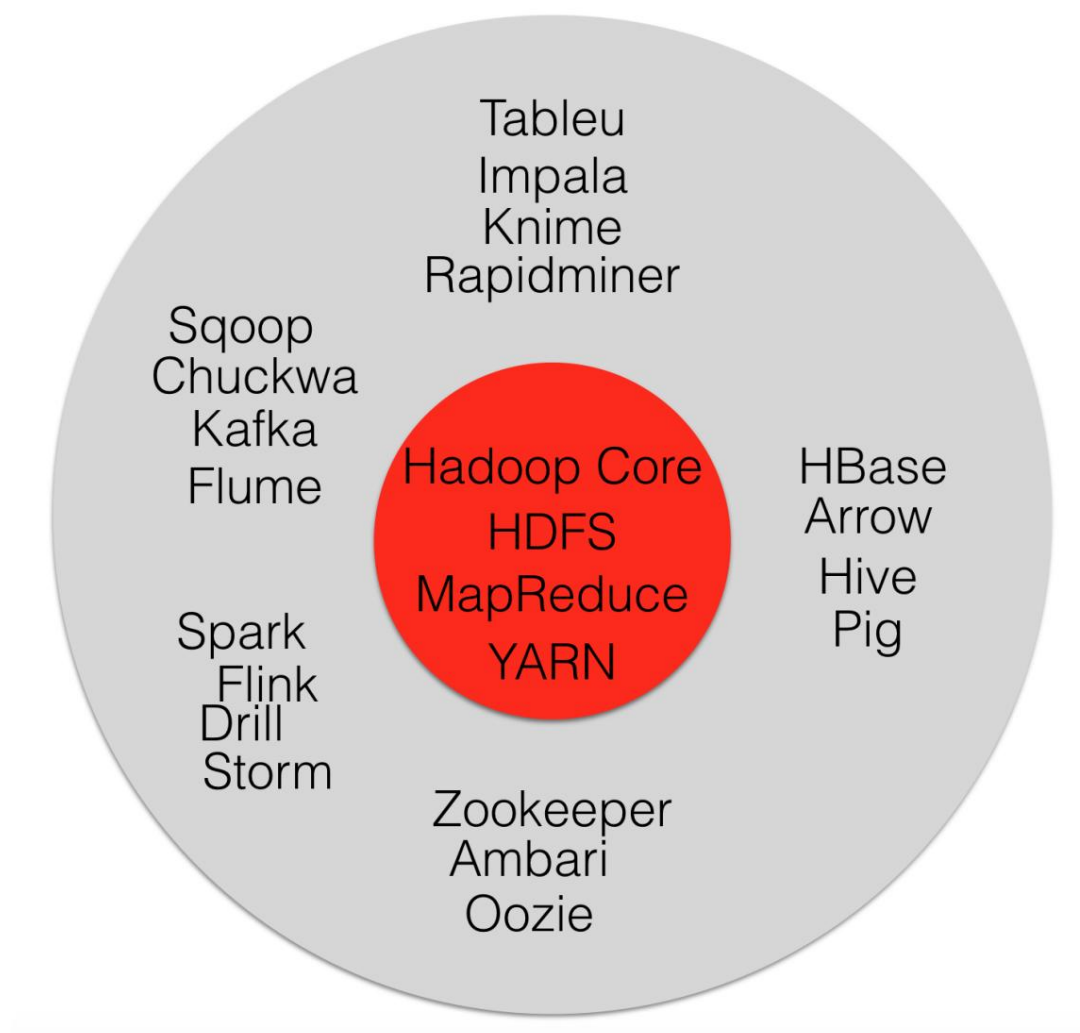 Tableu
Impala
Knime
Rapidminer
Sqoop
Chuckwa
Kafka
Flume
Hadoop Core
HDFS
MapReduce
YARN
HBase
Arrow
Hive
Pig
Spark
Flink
Drill
Storm
Zookeeper
Ambari
Oozie